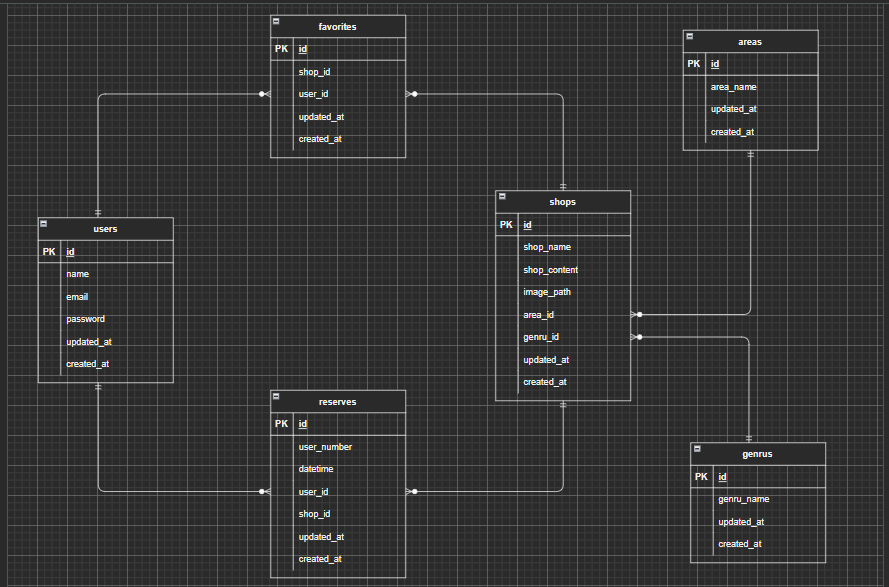 favorites
PK id
shop_id
user_id
updated_at
created_at
areas
PK id
area_name
updated_at
created_at
users
PK id
name
email
password
updated_at
created_at
shops
PK id
shop_name
shop_content
image_path
area_id
genru_id
updated_at
created_at
reserves
PK id
user_number
datetime
user_id
shop_id
updated_at
created_at
genrus
PK id
genru_name
updated_at
created_at